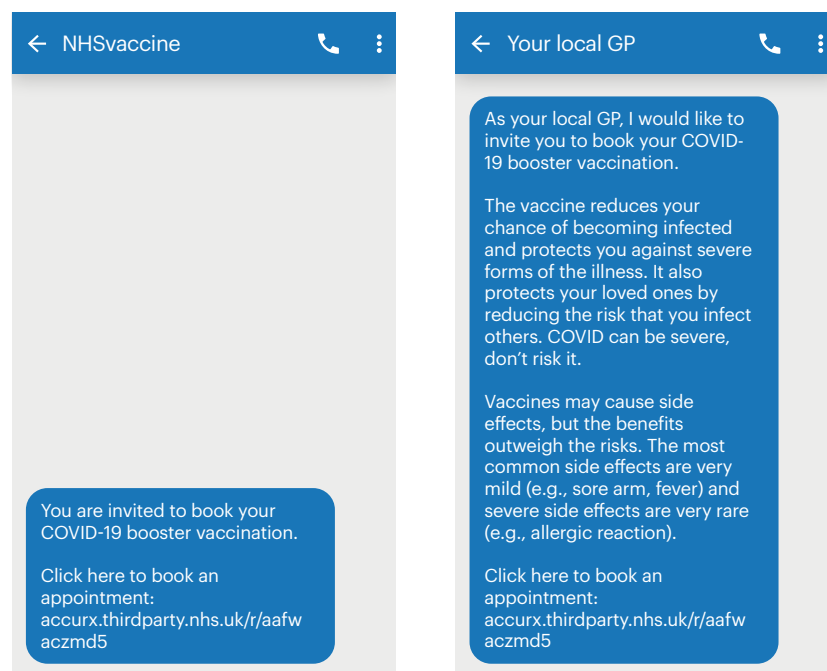 NHSvaccine
You are invited to book your
COVID-19 booster vaccination.
Click here to book an
appointment:
accurx.thirdparty.nhs.uk/r/aafw
aczmd5
Your local GP
As your local GP, I would like to
invite you to book your COVID-
19 booster vaccination.
The vaccine reduces your
chance of becoming infected
and protects you against severe
forms of the illness. It also
protects your loved ones by
reducing the risk that you infect
others. COVID can be severe,
don’t risk it.
Vaccines may cause side
effects, but the benefits
outweigh the risks. The most
common side effects are very
mild (e.g., sore arm, fever) and
severe side effects are very rare
(e.g., allergic reaction).
Click here to book an
appointment:
accurx.thirdparty.nhs.uk/r/aafw
aczmd5